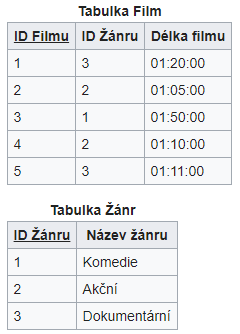 Tabulka Film
ID Filmu ID Žánru Délka filmu
1 3 01:20:00
2 2 01:05:00
3 1 01:50:00
4 2 01:10:00
5 3 01:11:00
Tabulka Žánr
ID Žánru Název žánru
1 Komedie
2 Akční
3 Dokumentární